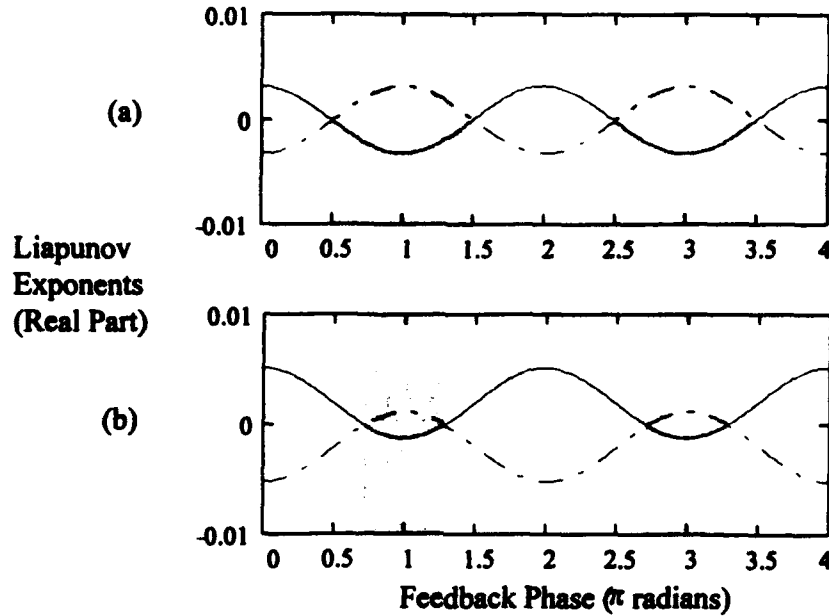 0.01
(a)
0
-0.01
0 0.5 1 1.5 2 2.5 3 3.5 4
Liapunov
Exponents
(Real Part)
0.01
(b)
0
-0.01
0 0.5 1 1.5 2 2.5 3 3.5 4
Feedback Phase (π radians)